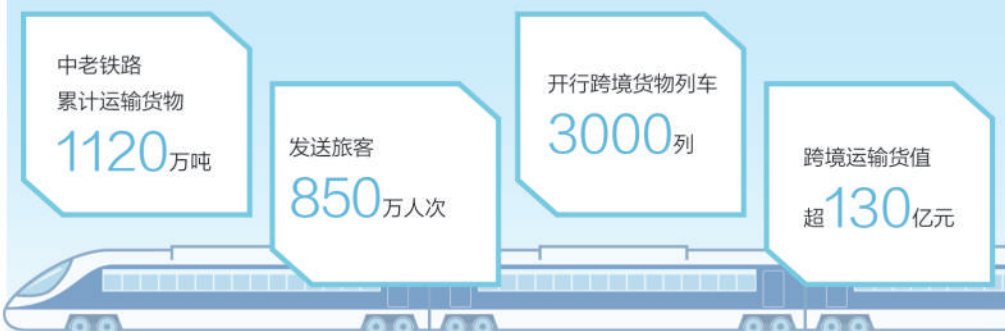 中老铁路
累计运输货物
1120万吨
发送旅客
850万人次
开行跨境货物列车
3000列
跨境运输货值
超130亿元